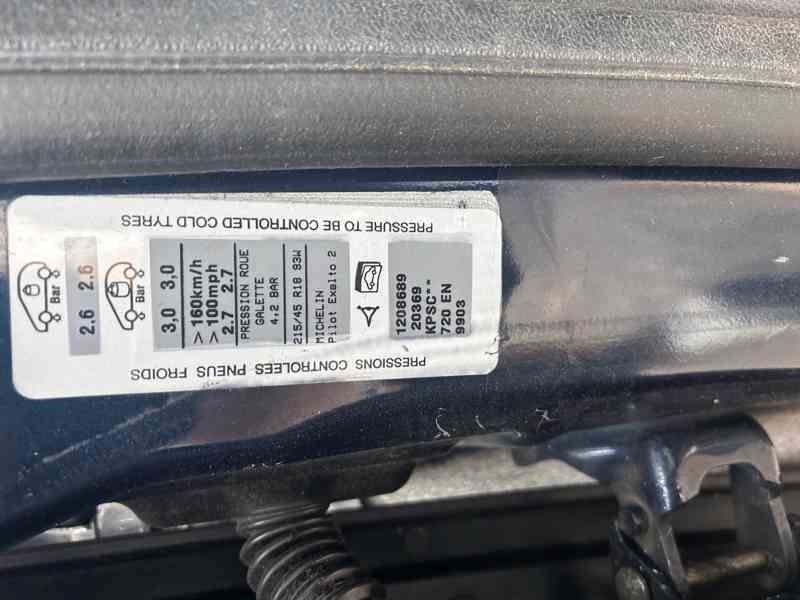 PRESSURE TO BE CONTROLLED COLD TYRES
Bar
2.6 2.6
Bar
3,0 3,0
> 160km/h
> 100mph
2.7 2.7
PRESSION ROUE
GALETTE
4,2 BAR
215/45 R18 93W
MICHELIN
Pilot Exalto 2
1208689
20369
KPSC**
720 EN
9903
PRESSIONS CONTROLLEES PNEUS FROIDS